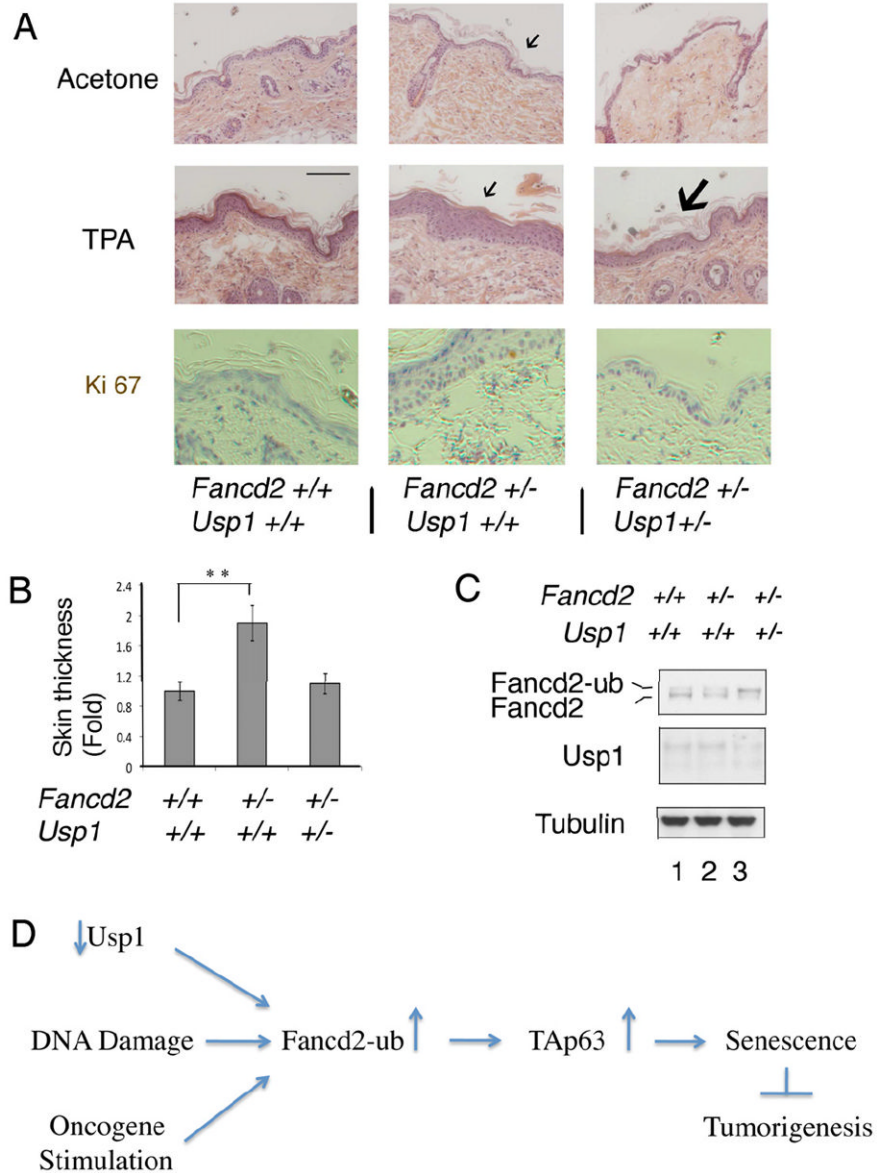 A
Acetone
TPA
Ki 67
Fancd2 +/+ | Fancd2 +/- | Fancd2 +/-
Usp1 +/+ | Usp1 +/+ | Usp1+/-
B
Skin thickness
(Fold)
2.4
2
1.6
1.2
0.8
0.4
0
**
Fancd2 +/+ +/- +/-
Usp1 +/+ +/+ +/-
C
Fancd2 +/+ +/- +/-
Usp1 +/+ +/+ +/-
Fancd2-ub
Fancd2
Usp1
Tubulin
1 2 3
D
↓Usp1
DNA Damage → Fancd2-ub ↑ → TAp63 ↑ → Senescence
Oncogene
Stimulation
Tumorigenesis